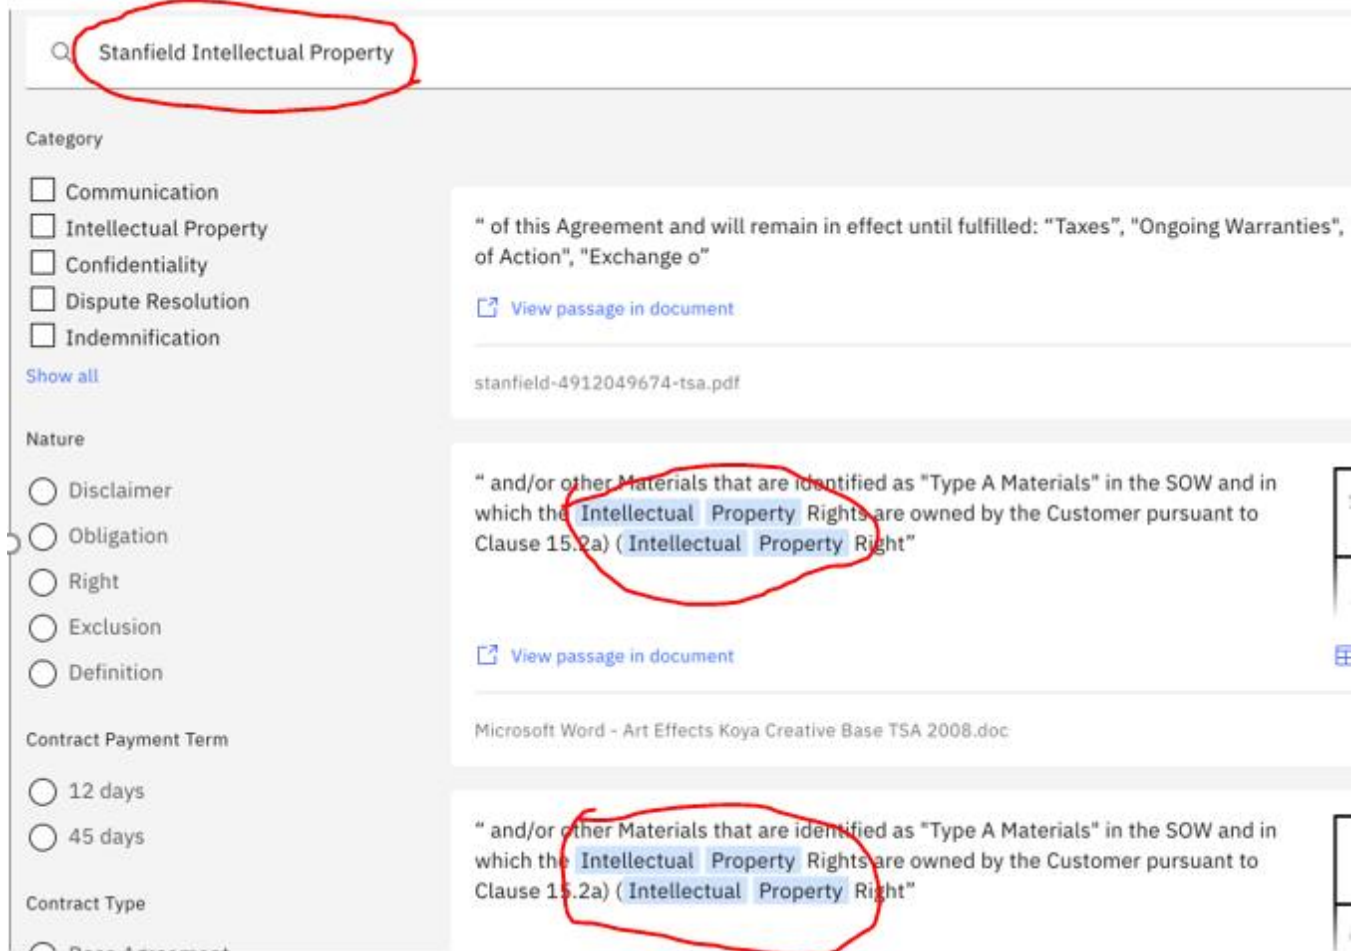 Stanfield Intellectual Property
Category
Communication
Intellectual Property
Confidentiality
Dispute Resolution
Indemnification
Show all
Nature
Disclaimer
Obligation
Right
Exclusion
Definition
Contract Payment Term
12 days
45 days
Contract Type
Base Agreement
“ of this Agreement and will remain in effect until fulfilled: “Taxes”, "Ongoing Warranties",
of Action", "Exchange o”
View passage in document
stanfield-4912049674-tsa.pdf
“ and/or other Materials that are identified as "Type A Materials" in the SOW and in
which the Intellectual Property Rights are owned by the Customer pursuant to
Clause 15.2a) ( Intellectual Property Right”
View passage in document
Microsoft Word - Art Effects Koya Creative Base TSA 2008.doc
“ and/or other Materials that are identified as "Type A Materials" in the SOW and in
which the Intellectual Property Rights are owned by the Customer pursuant to
Clause 15.2a) ( Intellectual Property Right”